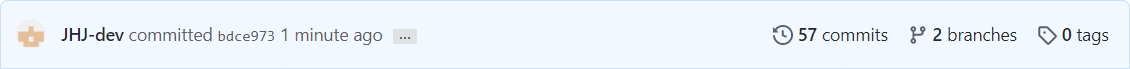 JHJ-dev committed bdce973 1 minute ago ... 57 commits 2 branches 0 tags